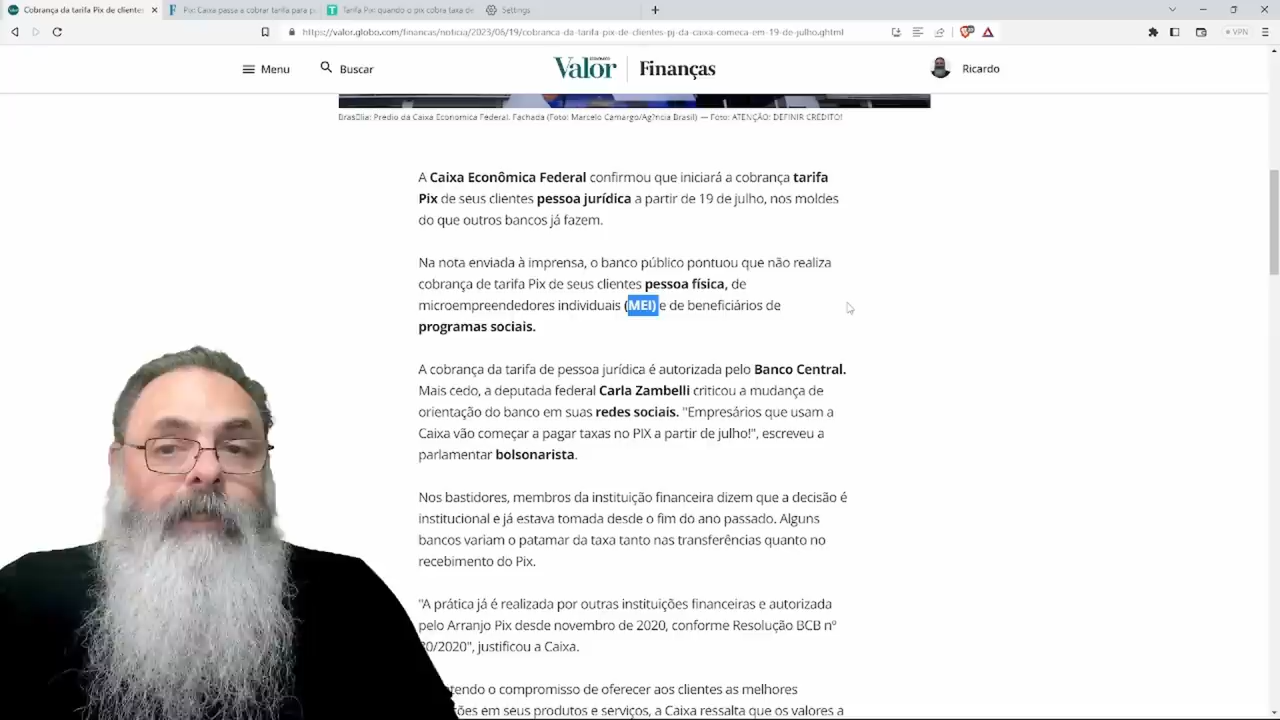 Cobrança da tarifa Pix de clientes
Pix: Caixa passa a cobrar tarifa para p
Tarifa Pix: quando o pix cobra taxa de
Settings
https://valor.globo.com/financas/noticia/2023/06/19/cobranca-da-tarifa-pix-de-clientes-pj-da-caixa-comeca-em-19-de-julho.ghtml
VPN
Menu
Buscar
Valor
Finanças
Ricardo
Foto: Marcelo Camargo/Ag?ncia Brasil) — Foto: ATENÇÃO: DEFINIR CREDITO!
A Caixa Econômica Federal confirmou que iniciará a cobrança tarifa
Pix de seus clientes pessoa jurídica a partir de 19 de julho, nos moldes
do que outros bancos já fazem.
Na nota enviada à imprensa, o banco público pontuou que não realiza
cobrança de tarifa Pix de seus clientes pessoa física, de
microempreendedores individuais (MEI) e de beneficiários de
programas sociais.
A cobrança da tarifa de pessoa jurídica é autorizada pelo Banco Central.
Mais cedo, a deputada federal Carla Zambelli criticou a mudança de
orientação do banco em suas redes sociais. "Empresários que usam a
Caixa vão começar a pagar taxas no PIX a partir de julho!", escreveu a
parlamentar bolsonarista.
Nos bastidores, membros da instituição financeira dizem que a decisão é
institucional e já estava tomada desde o fim do ano passado. Alguns
bancos variam o patamar da taxa tanto nas transferências quanto no
recebimento do Pix.
"A prática já é realizada por outras instituições financeiras e autorizada
pelo Arranjo Pix desde novembro de 2020, conforme Resolução BCB nº
0/2020", justificou a Caixa.
tendo o compromisso de oferecer aos clientes as melhores
ções em seus produtos e serviços, a Caixa ressalta que os valores a